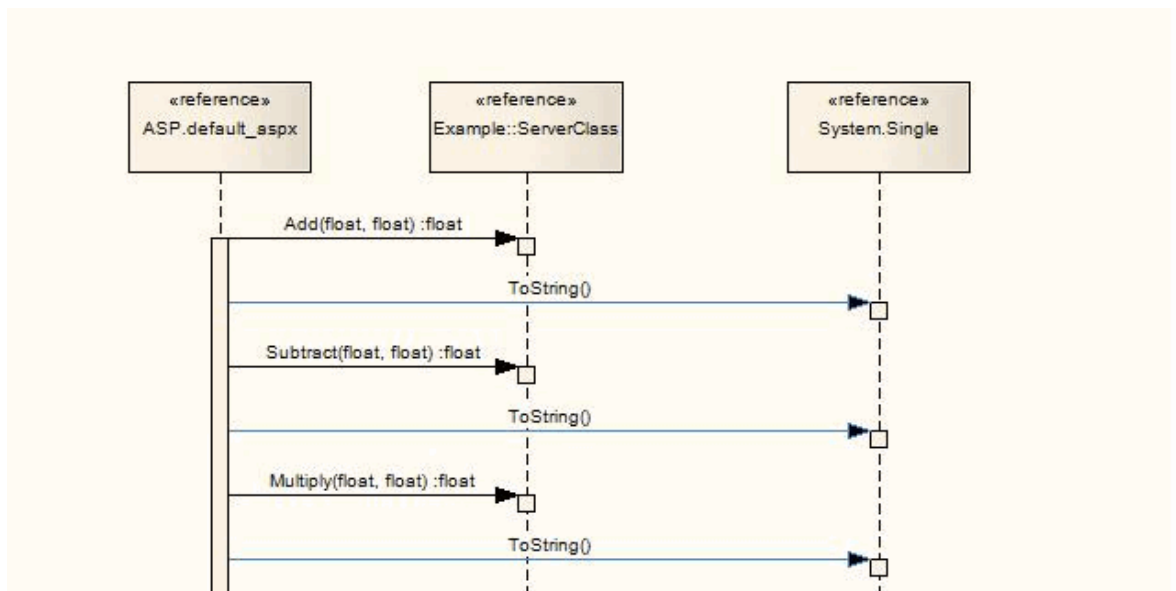 «reference»
ASP.default_aspx
«reference»
Example::ServerClass
«reference»
System.Single
Add(float, float) :float
ToString()
Subtract(float, float) :float
ToString()
Multiply(float, float) :float
ToString()